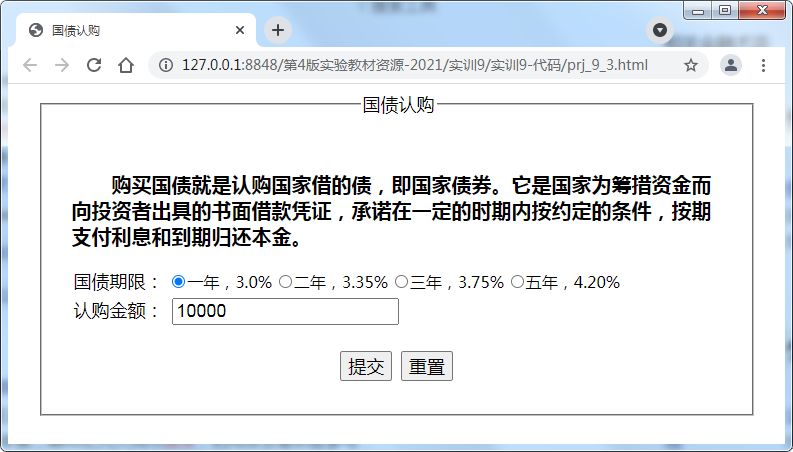 国债认购
127.0.0.1:8848/第4版实验教材资源-2021/实训9/实训9-代码/prj_9_3.html
国债认购
购买国债就是认购国家借的债，即国家债券。它是国家为筹措资金而
向投资者出具的书面借款凭证，承诺在一定的时期内按约定的条件，按期
支付利息和到期归还本金。
国债期限： 一年，3.0% 二年，3.35% 三年，3.75% 五年，4.20%
认购金额： 10000
提交 重置